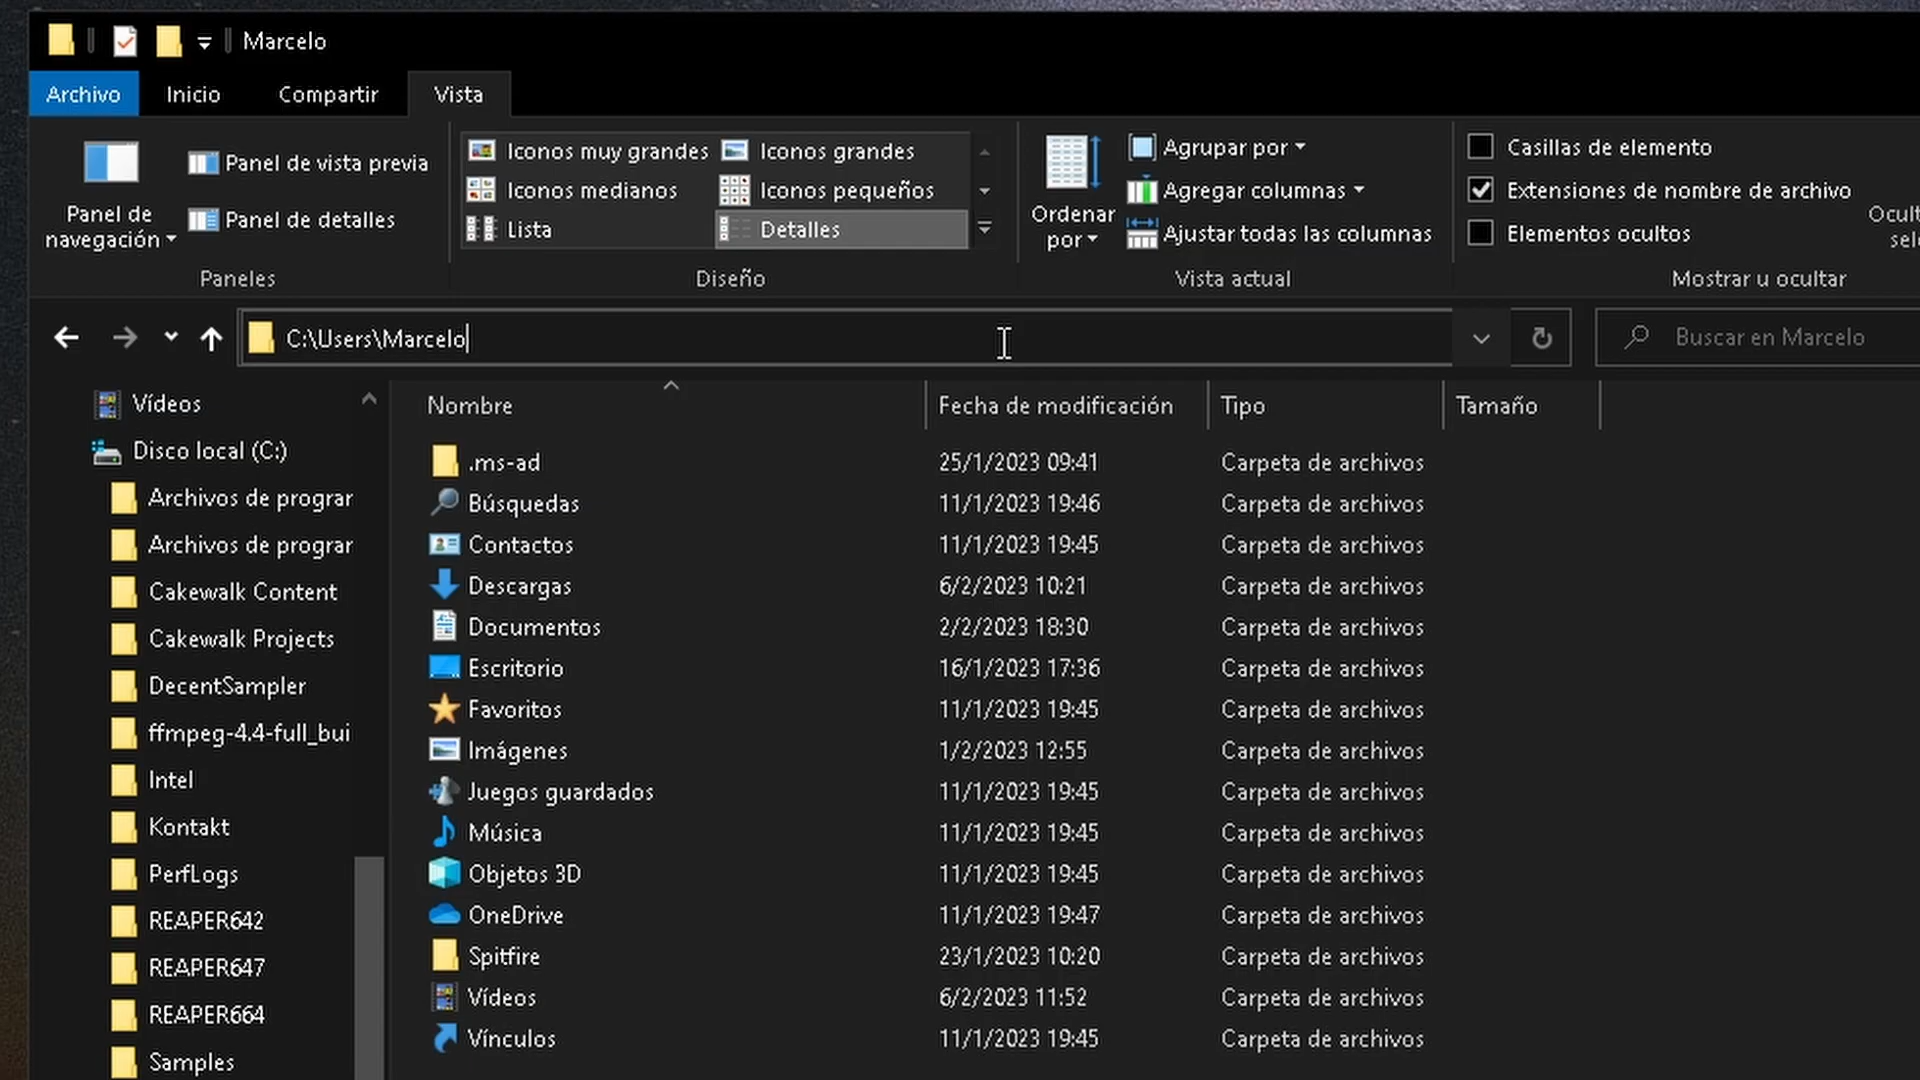 Marcelo
Archivo Inicio Compartir Vista
Panel de navegación
Panel de vista previa
Panel de detalles
Paneles
Iconos muy grandes Iconos grandes
Iconos medianos Iconos pequeños
Lista Detalles
Diseño
Ordenar por
Agrupar por
Agregar columnas
Ajustar todas las columnas
Vista actual
Casillas de elemento
Extensiones de nombre de archivo
Elementos ocultos
Mostrar u ocultar
C:\Users\Marcelo
Buscar en Marcelo
Vídeos
Disco local (C:)
Archivos de prograr
Archivos de prograr
Cakewalk Content
Cakewalk Projects
DecentSampler
ffmpeg-4.4-full_bui
Intel
Kontakt
PerfLogs
REAPER642
REAPER647
REAPER664
Samples
Nombre Fecha de modificación Tipo Tamaño
.ms-ad 25/1/2023 09:41 Carpeta de archivos
Búsquedas 11/1/2023 19:46 Carpeta de archivos
Contactos 11/1/2023 19:45 Carpeta de archivos
Descargas 6/2/2023 10:21 Carpeta de archivos
Documentos 2/2/2023 18:30 Carpeta de archivos
Escritorio 16/1/2023 17:36 Carpeta de archivos
Favoritos 11/1/2023 19:45 Carpeta de archivos
Imágenes 1/2/2023 12:55 Carpeta de archivos
Juegos guardados 11/1/2023 19:45 Carpeta de archivos
Música 11/1/2023 19:45 Carpeta de archivos
Objetos 3D 11/1/2023 19:45 Carpeta de archivos
OneDrive 11/1/2023 19:47 Carpeta de archivos
Spitfire 23/1/2023 10:20 Carpeta de archivos
Vídeos 6/2/2023 11:52 Carpeta de archivos
Vínculos 11/1/2023 19:45 Carpeta de archivos